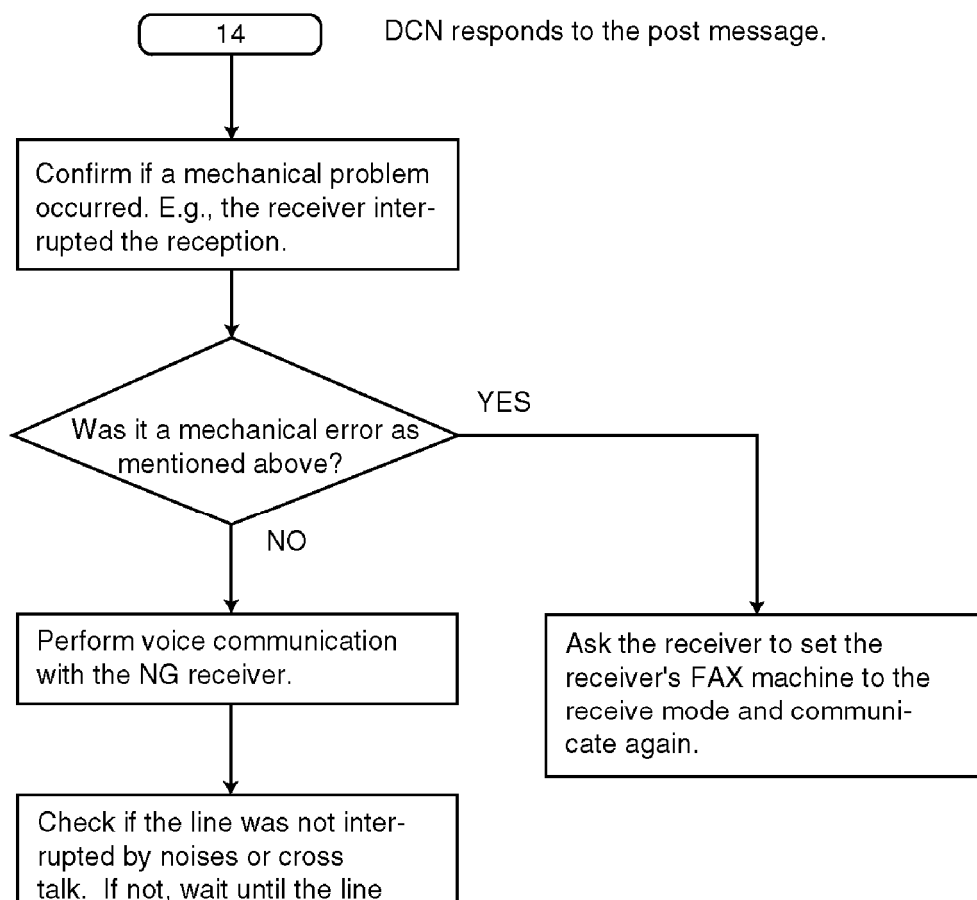 14
DCN responds to the post message.
Confirm if a mechanical problem
occurred. E.g., the receiver inter-
rupted the reception.
Was it a mechanical error as
mentioned above?
YES
NO
Perform voice communication
with the NG receiver.
Ask the receiver to set the
receiver's FAX machine to the
receive mode and communi-
cate again.
Check if the line was not inter-
rupted by noises or cross
talk.  If not, wait until the line